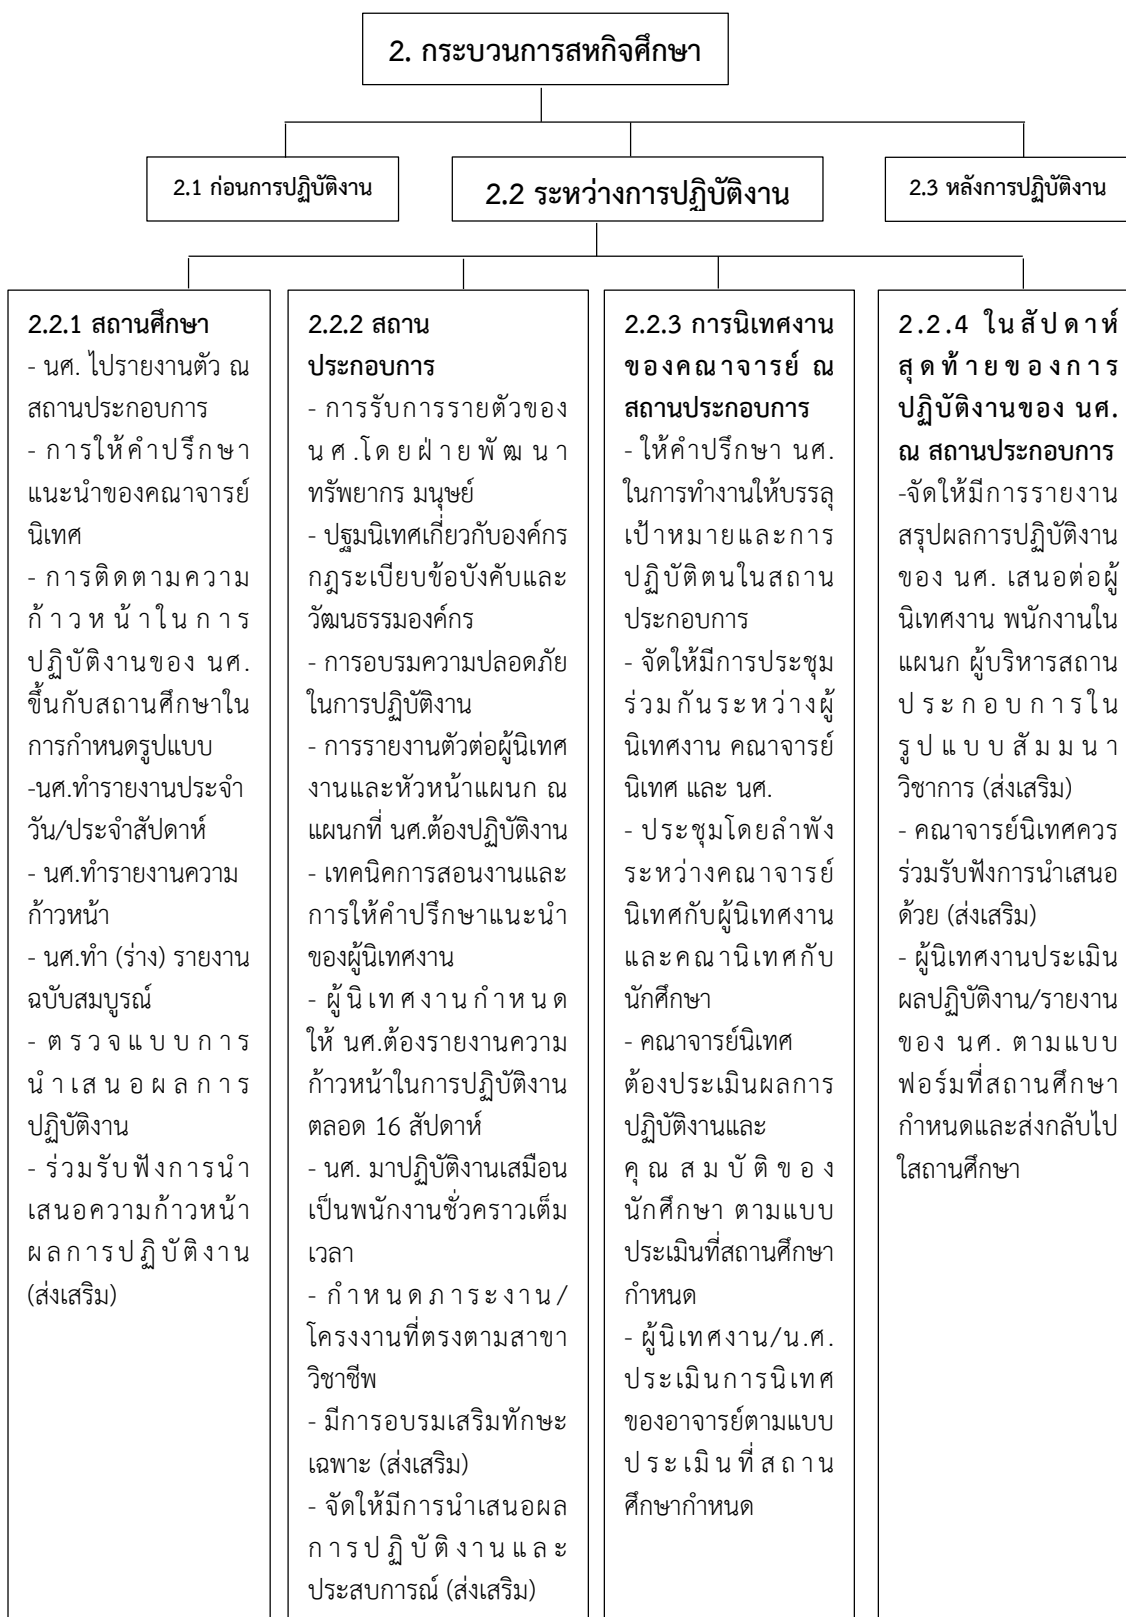 2. กระบวนการสหกิจศึกษา
2.1 ก่อนการปฏิบัติงาน
2.2 ระหว่างการปฏิบัติงาน
2.3 หลังการปฏิบัติงาน
2.2.1 สถานศึกษา
- นศ. ไปรายงานตัว ณ
สถานประกอบการ
- การให้คำปรึกษา
แนะนำของคณาจารย์
นิเทศ
- การติดตามความ
ก้าวหน้าในการ
ปฏิบัติงานของ นศ.
ขึ้นกับสถานศึกษาใน
การกำหนดรูปแบบ
-นศ.ทำรายงานประจำ
วัน/ประจำสัปดาห์
- นศ.ทำรายงานความ
ก้าวหน้า
- นศ.ทำ (ร่าง) รายงาน
ฉบับสมบูรณ์
- ตรวจแบบการ
นำเสนอผลการ
ปฏิบัติงาน
- ร่วมรับฟังการนำ
เสนอความก้าวหน้า
ผลการปฏิบัติงาน
(ส่งเสริม)
2.2.2 สถาน
ประกอบการ
- การรับการรายตัวของ
นศ.โดยฝ่ายพัฒนา
ทรัพยากร มนุษย์
- ปฐมนิเทศเกี่ยวกับองค์กร
กฎระเบียบข้อบังคับและ
วัฒนธรรมองค์กร
- การอบรมความปลอดภัย
ในการปฏิบัติงาน
- การรายงานตัวต่อผู้นิเทศ
งานและหัวหน้าแผนก ณ
แผนกที่ นศ.ต้องปฏิบัติงาน
- เทคนิคการสอนงานและ
การให้คำปรึกษาแนะนำ
ของผู้นิเทศงาน
- ผู้นิเทศงานกำหนด
ให้ นศ.ต้องรายงานความ
ก้าวหน้าในการปฏิบัติงาน
ตลอด 16 สัปดาห์
- นศ. มาปฏิบัติงานเสมือน
เป็นพนักงานชั่วคราวเต็ม
เวลา
- กำหนดภาระงาน/
โครงงานที่ตรงตามสาขา
วิชาชีพ
- มีการอบรมเสริมทักษะ
เฉพาะ (ส่งเสริม)
- จัดให้มีการนำเสนอผล
การปฏิบัติงานและ
ประสบการณ์ (ส่งเสริม)
2.2.3 การนิเทศงาน
ของคณาจารย์ ณ
สถานประกอบการ
- ให้คำปรึกษา นศ.
ในการทำงานให้บรรลุ
เป้าหมายและการ
ปฏิบัติตนในสถาน
ประกอบการ
- จัดให้มีการประชุม
ร่วมกันระหว่างผู้
นิเทศงาน คณาจารย์
นิเทศ และ นศ.
- ประชุมโดยลำพัง
ระหว่างคณาจารย์
นิเทศกับผู้นิเทศงาน
และคณานิเทศกับ
นักศึกษา
- คณาจารย์นิเทศ
ต้องประเมินผลการ
ปฏิบัติงานและ
คุณสมบัติของ
นักศึกษา ตามแบบ
ประเมินที่สถานศึกษา
กำหนด
- ผู้นิเทศงาน/น.ศ.
ประเมินการนิเทศ
ของอาจารย์ตามแบบ
ประเมินที่สถาน
ศึกษากำหนด
2.2.4 ในสัปดาห์
สุดท้ายของการ
ปฏิบัติงานของ นศ.
ณ สถานประกอบการ
-จัดให้มีการรายงาน
สรุปผลการปฏิบัติงาน
ของ นศ. เสนอต่อผู้
นิเทศงาน พนักงานใน
แผนก ผู้บริหารสถาน
ประกอบการใน
รูปแบบสัมมนา
วิชาการ (ส่งเสริม)
- คณาจารย์นิเทศควร
ร่วมรับฟังการนำเสนอ
ด้วย (ส่งเสริม)
- ผู้นิเทศงานประเมิน
ผลปฏิบัติงาน/รายงาน
ของ นศ. ตามแบบ
ฟอร์มที่สถานศึกษา
กำหนดและส่งกลับไป
ใสถานศึกษา